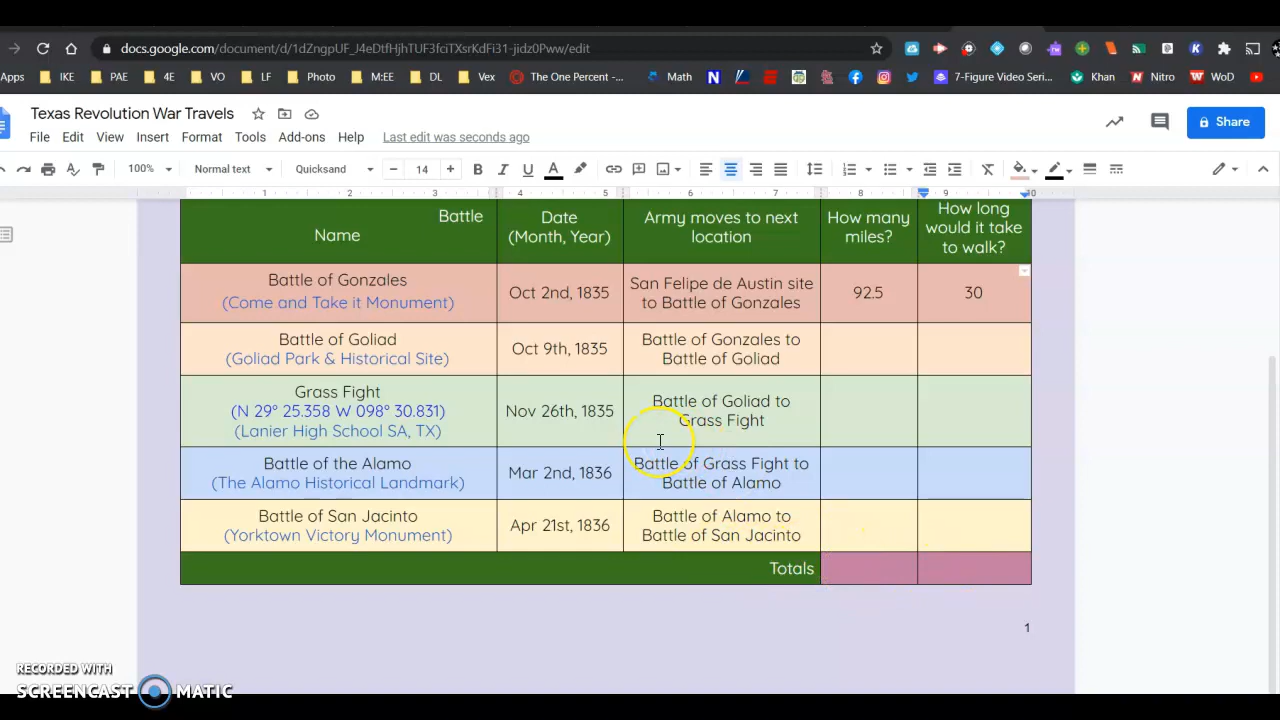 docs.google.com/document/d/1dZngpUF_J4eDtfHjhTUF3fciTXsrKdFi31-jidz0Pww/edit
Apps IKE PAE 4E VO LF Photo M:EE DL Vex The One Percent -... Math 7-Figure Video Seri... Khan Nitro WoD
Texas Revolution War Travels
File Edit View Insert Format Tools Add-ons Help Last edit was seconds ago
Share
100% Normal text Quicksand 14
1 2 4 5 6 7 8 9 10
Battle
Name
Date
(Month, Year)
Army moves to next
location
How many
miles?
How long
would it take
to walk?
Battle of Gonzales
(Come and Take it Monument)
Oct 2nd, 1835
San Felipe de Austin site
to Battle of Gonzales
92.5
30
Battle of Goliad
(Goliad Park & Historical Site)
Oct 9th, 1835
Battle of Gonzales to
Battle of Goliad
Grass Fight
(N 29° 25.358 W 098° 30.831)
(Lanier High School SA, TX)
Nov 26th, 1835
Battle of Goliad to
Grass Fight
Battle of the Alamo
(The Alamo Historical Landmark)
Mar 2nd, 1836
Battle of Grass Fight to
Battle of Alamo
Battle of San Jacinto
(Yorktown Victory Monument)
Apr 21st, 1836
Battle of Alamo to
Battle of San Jacinto
Totals
1
RECORDED WITH
SCREENCAST MATIC